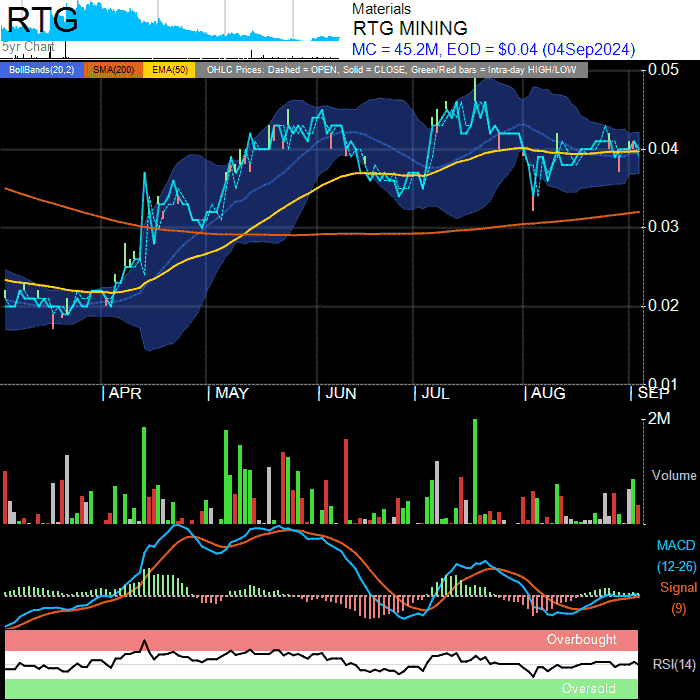 RTG
5yr Chart
Materials
RTG MINING
MC = 45.2M, EOD = $0.04 (04Sep2024)
BollBands(20,2) SMA(200) EMA(50) OHLC Prices: Dashed = OPEN, Solid = CLOSE, Green/Red bars = Intra-day HIGH/LOW
0.05
0.04
0.03
0.02
0.01
APR MAY JUN JUL AUG SEP
2M
Volume
MACD
(12-26)
Signal
(9)
Overbought
RSI(14)
Oversold